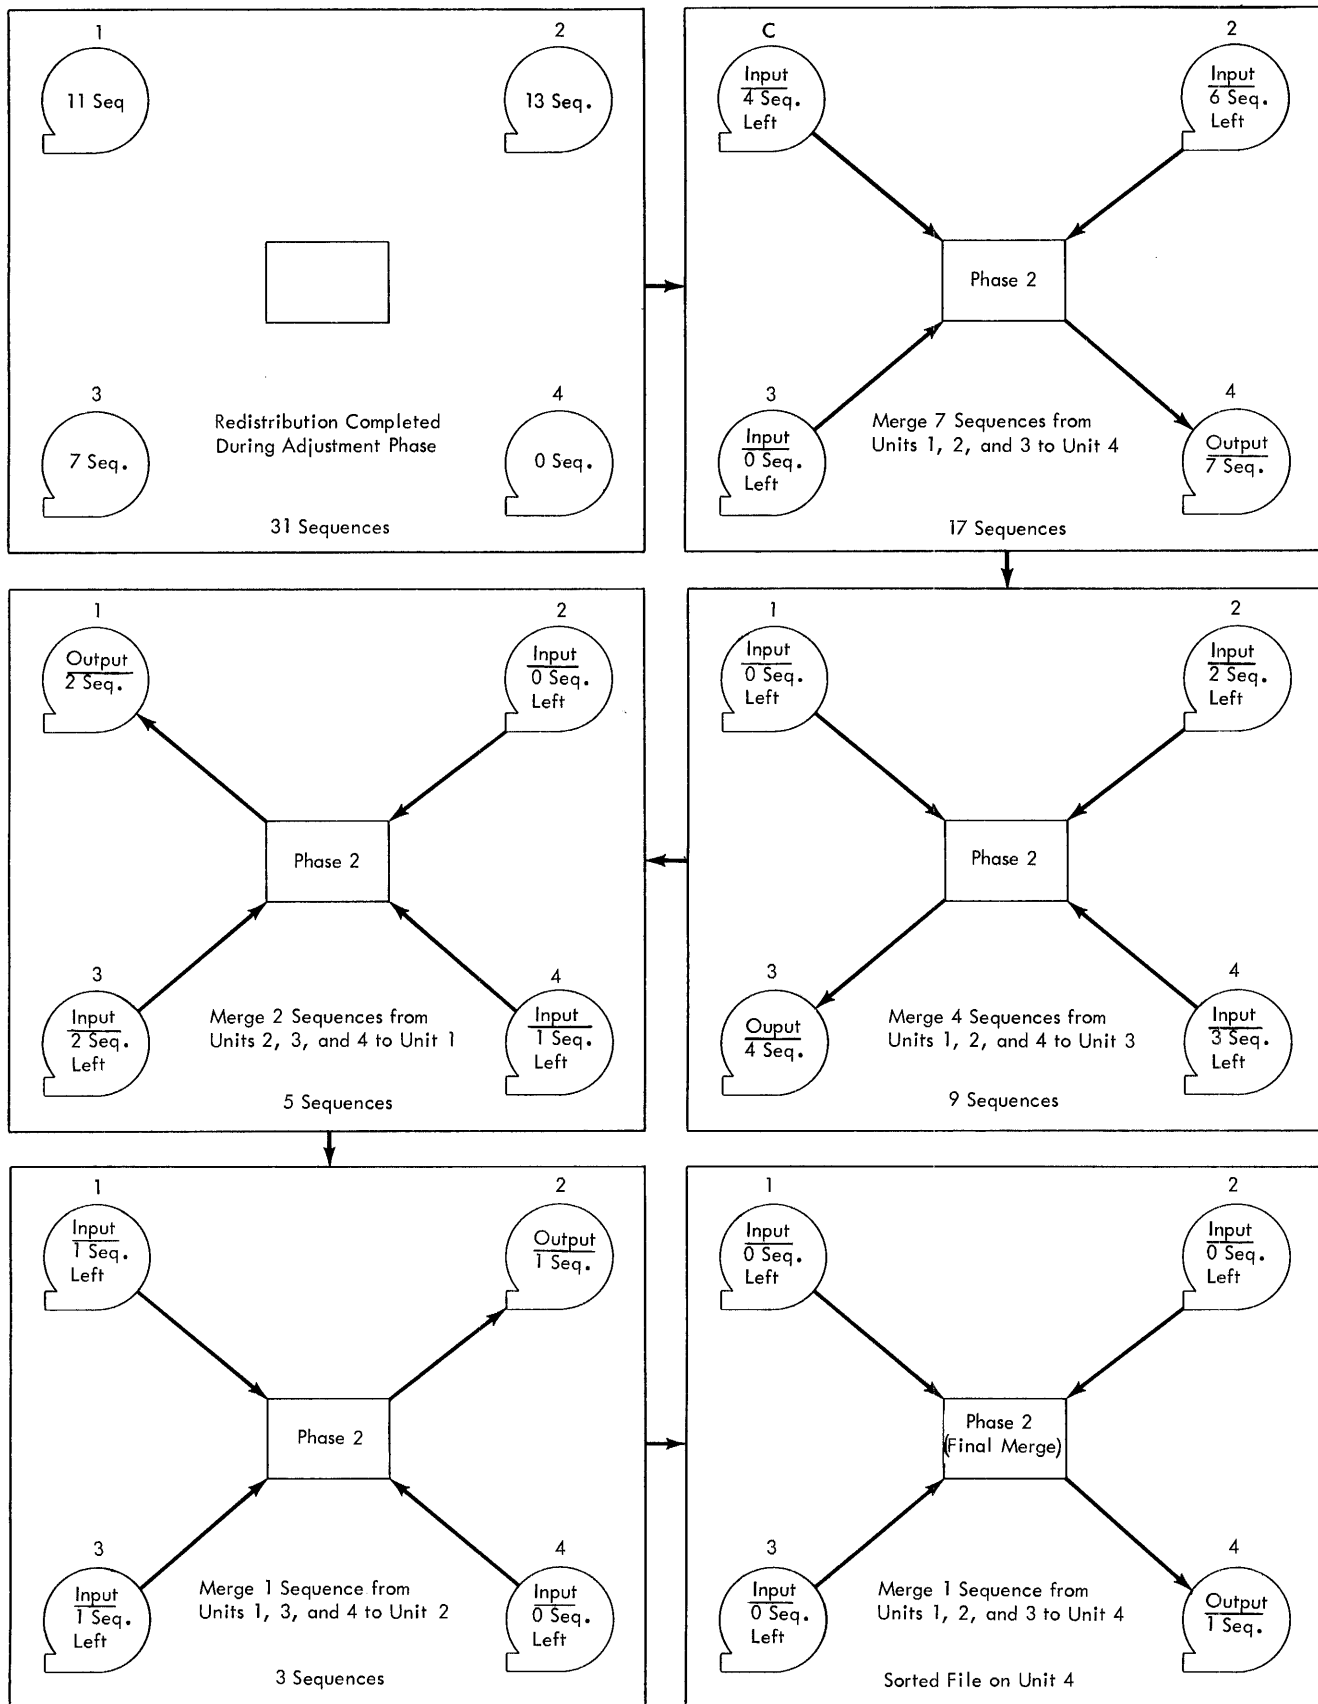 1
2
11 Seq
13 Seq.
3
4
Redistribution Completed
During Adjustment Phase
7 Seq.
0 Seq.
31 Sequences
C
2
Input
4 Seq.
Left
Input
6 Seq.
Left
Phase 2
3
4
Merge 7 Sequences from
Units 1, 2, and 3 to Unit 4
Input
0 Seq.
Left
Output
7 Seq.
17 Sequences
1
2
Output
2 Seq.
Input
0 Seq.
Left
Phase 2
3
4
Input
2 Seq.
Left
Merge 2 Sequences from
Units 2, 3, and 4 to Unit 1
Input
1 Seq.
Left
5 Sequences
1
2
Input
0 Seq.
Left
Input
2 Seq.
Left
Phase 2
3
4
Ouput
4 Seq.
Merge 4 Sequences from
Units 1, 2, and 4 to Unit 3
Input
3 Seq.
Left
9 Sequences
1
2
Input
1 Seq.
Left
Output
1 Seq.
Phase 2
3
4
Input
1 Seq.
Left
Merge 1 Sequence from
Units 1, 3, and 4 to Unit 2
Input
0 Seq.
Left
3 Sequences
1
2
Input
0 Seq.
Left
Input
0 Seq.
Left
Phase 2
(Final Merge)
3
4
Input
0 Seq.
Left
Merge 1 Sequence from
Units 1, 2, and 3 to Unit 4
Output
1 Seq.
Sorted File on Unit 4